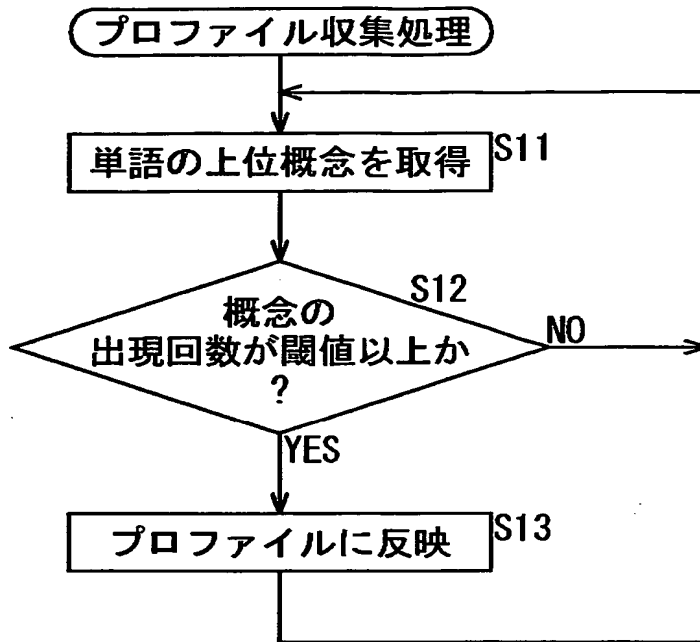 プロファイル収集処理
単語の上位概念を取得
S11
S12
概念の
出現回数が閾値以上か
?
NO
YES
プロファイルに反映
S13